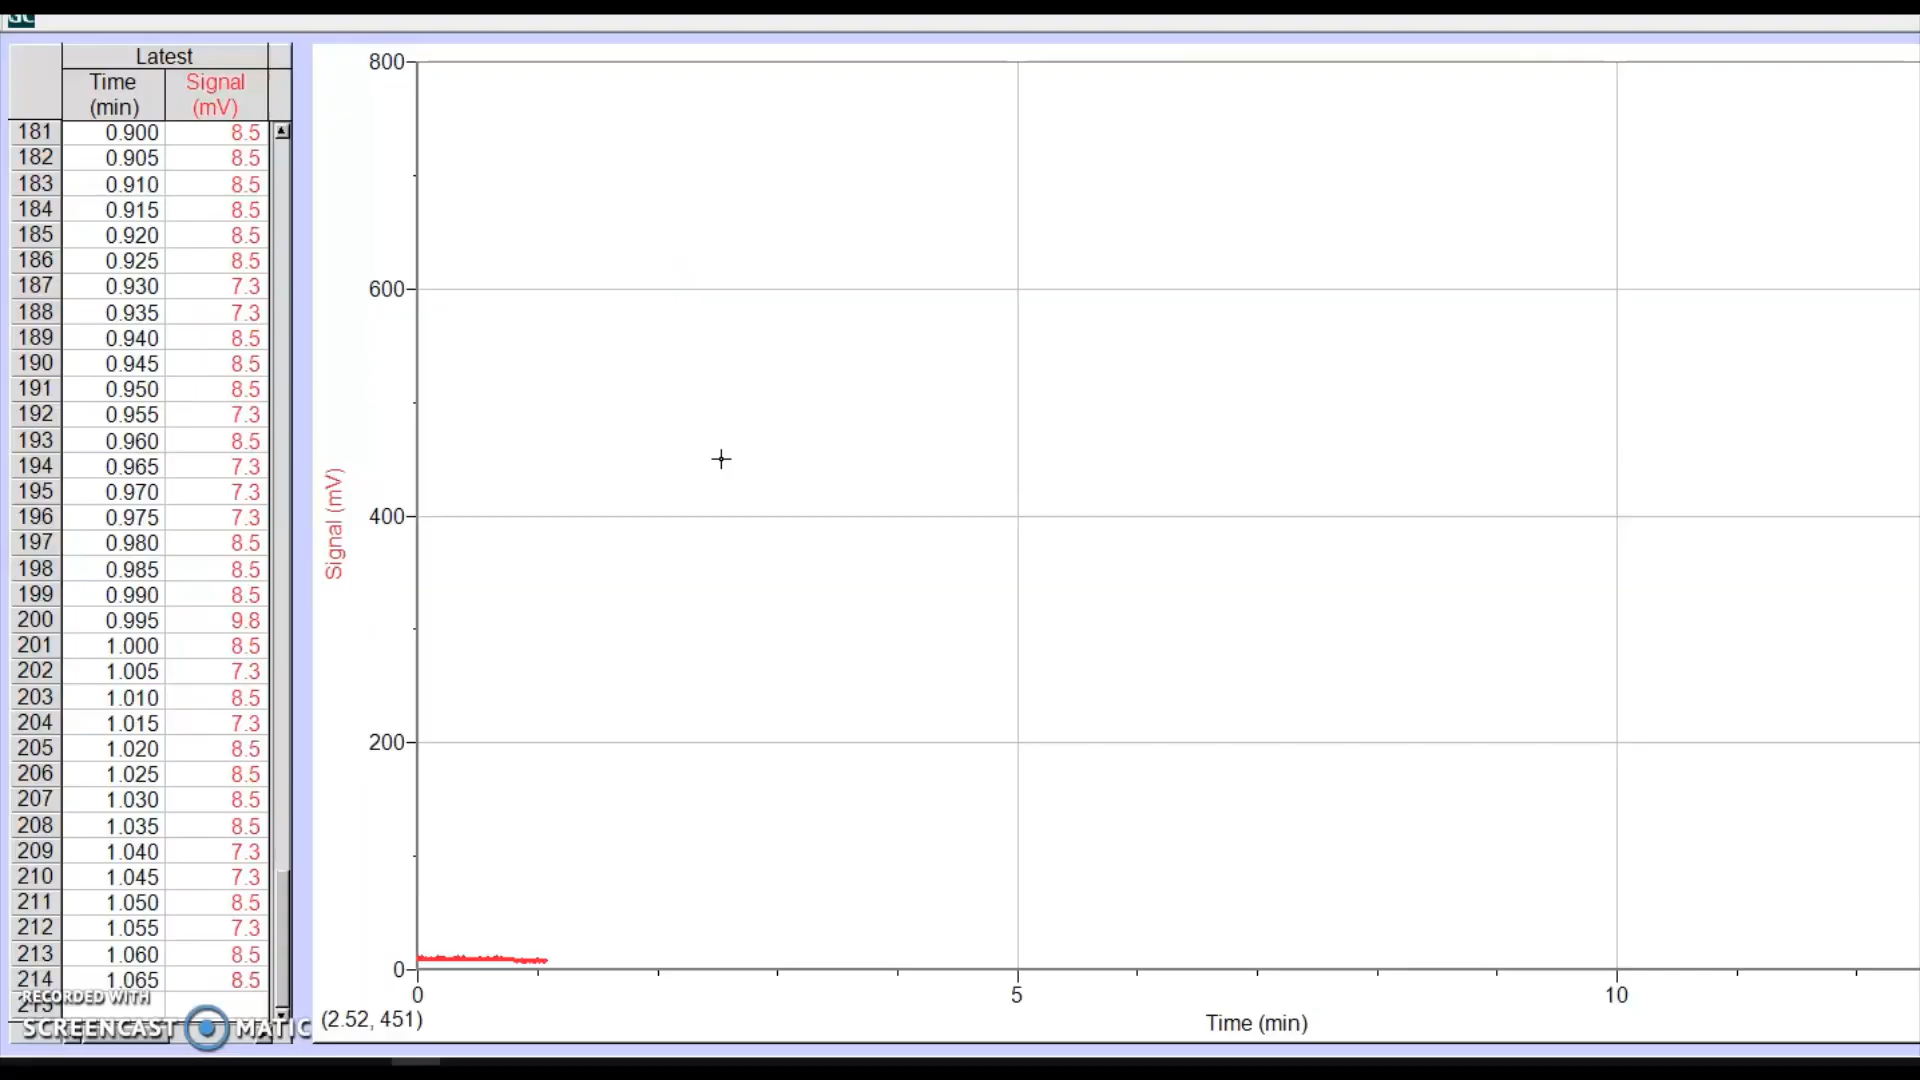 GC
Latest
Time Signal
(min) (mV)
181 0.900 8.5
182 0.905 8.5
183 0.910 8.5
184 0.915 8.5
185 0.920 8.5
186 0.925 8.5
187 0.930 7.3
188 0.935 7.3
189 0.940 8.5
190 0.945 8.5
191 0.950 8.5
192 0.955 7.3
193 0.960 8.5
194 0.965 7.3
195 0.970 7.3
196 0.975 7.3
197 0.980 8.5
198 0.985 8.5
199 0.990 8.5
200 0.995 9.8
201 1.000 8.5
202 1.005 7.3
203 1.010 8.5
204 1.015 7.3
205 1.020 8.5
206 1.025 8.5
207 1.030 8.5
208 1.035 8.5
209 1.040 7.3
210 1.045 7.3
211 1.050 8.5
212 1.055 7.3
213 1.060 8.5
214 1.065 8.5
215
RECORDED WITH
SCREENCAST MATIC
800
600
400
200
0
Signal (mV)
0 5 10
(2.52, 451)
Time (min)